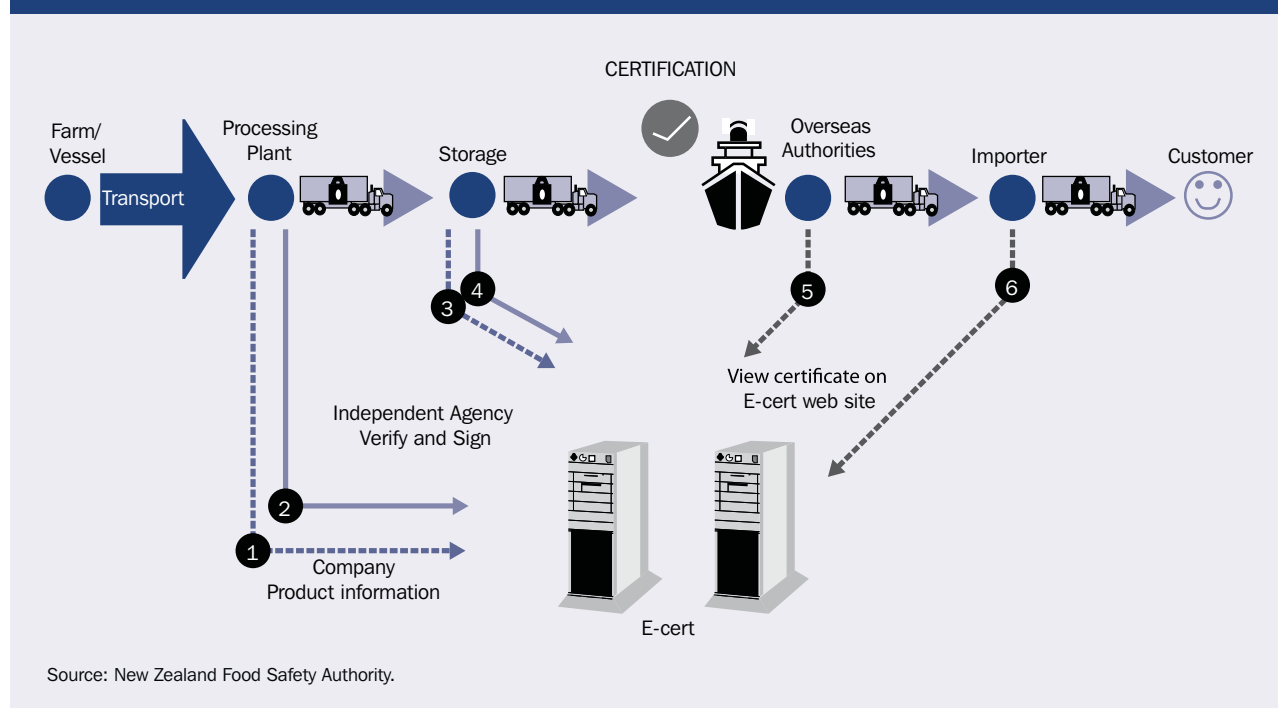 CERTIFICATION
Farm/
Vessel
Transport
Processing
Plant
Storage
Overseas
Authorities
Importer
Customer
3
4
5
6
View certificate on
E-cert web site
Independent Agency
Verify and Sign
2
1
Company
Product information
E-cert
Source: New Zealand Food Safety Authority.